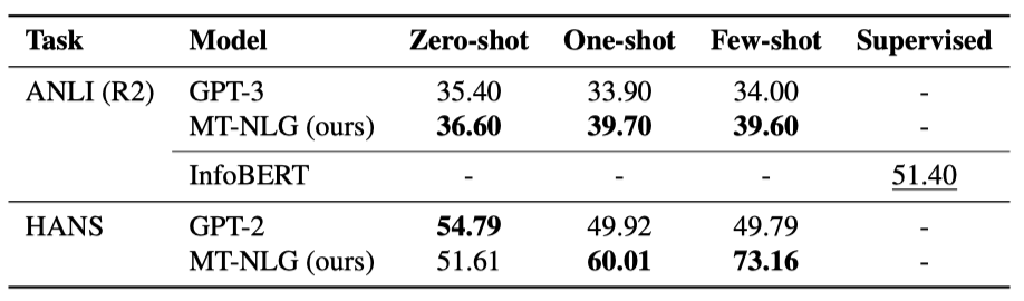 Task Model Zero-shot One-shot Few-shot Supervised
ANLI (R2) GPT-3 35.40 33.90 34.00 -
MT-NLG (ours) 36.60 39.70 39.60 -
InfoBERT - - - 51.40
HANS GPT-2 54.79 49.92 49.79 -
MT-NLG (ours) 51.61 60.01 73.16 -